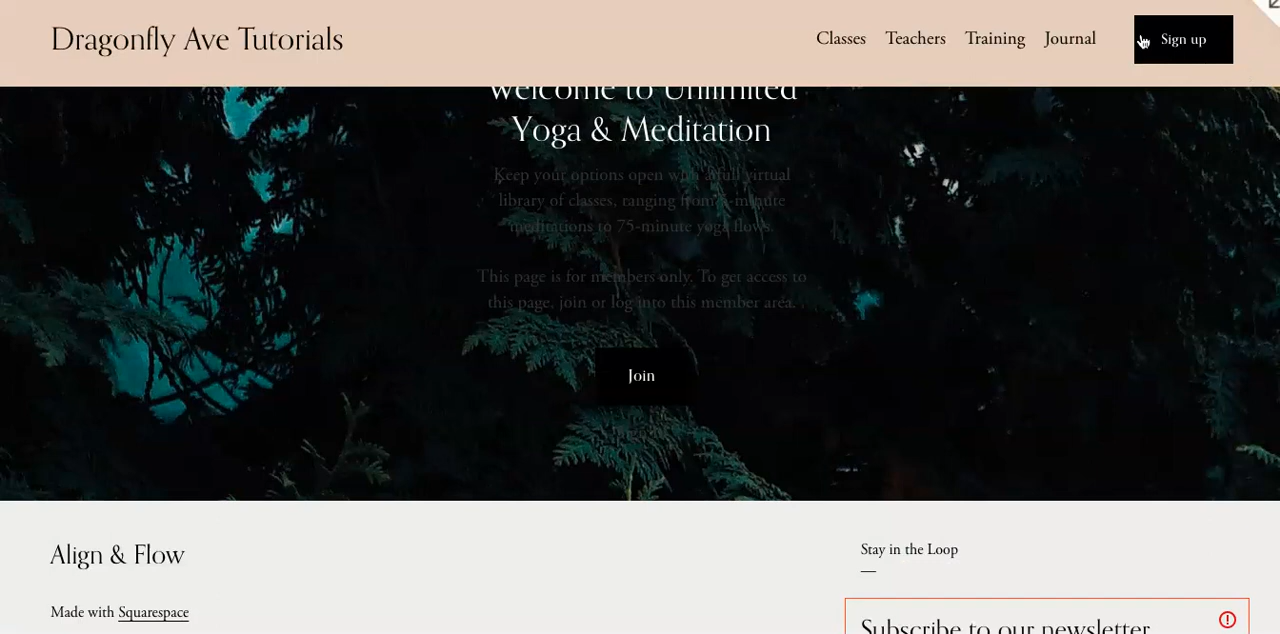 Dragonfly Ave Tutorials
Classes Teachers Training Journal Sign up
Welcome to Unlimited
Yoga & Meditation
Keep your options open with a full virtual
library of classes, ranging from 5-minute
meditations to 75-minute yoga flows.
This page is for members only. To get access to
this page, join or log into this member area.
Join
Align & Flow
Stay in the Loop
Made with Squarespace
Subscribe to our newsletter